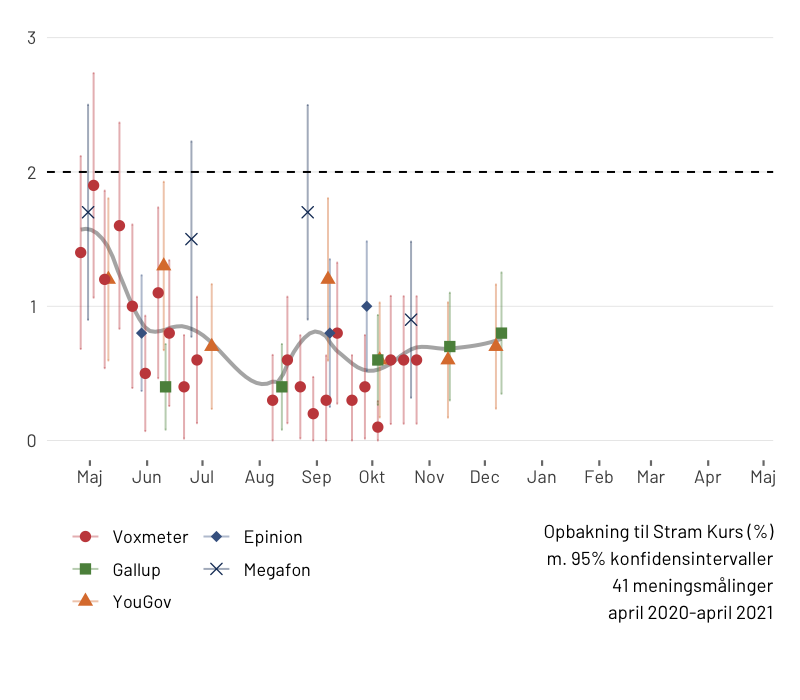 3
2
1
0
Maj Jun Jul Aug Sep Okt Nov Dec Jan Feb Mar Apr Maj
Voxmeter Epinion
Gallup Megafon
YouGov
Opbakning til Stram Kurs (%)
m. 95% konfidensintervaller
41 meningsmålinger
april 2020-april 2021